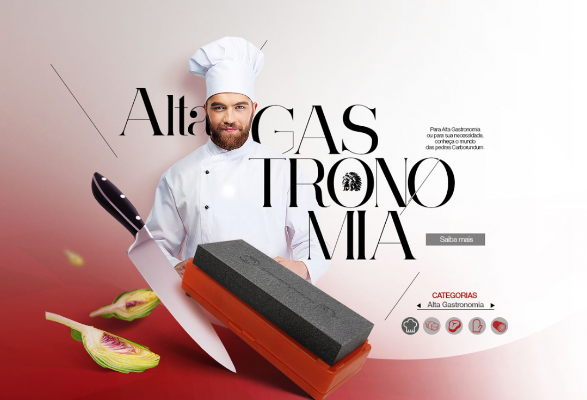 Alta
GAS
TRONO
MIA
Para Alta Gastronomia
ou para sua necessidade,
conheça o mundo
das pedras Carborundum.
Saiba mais
CATEGORIAS
Alta Gastronomia